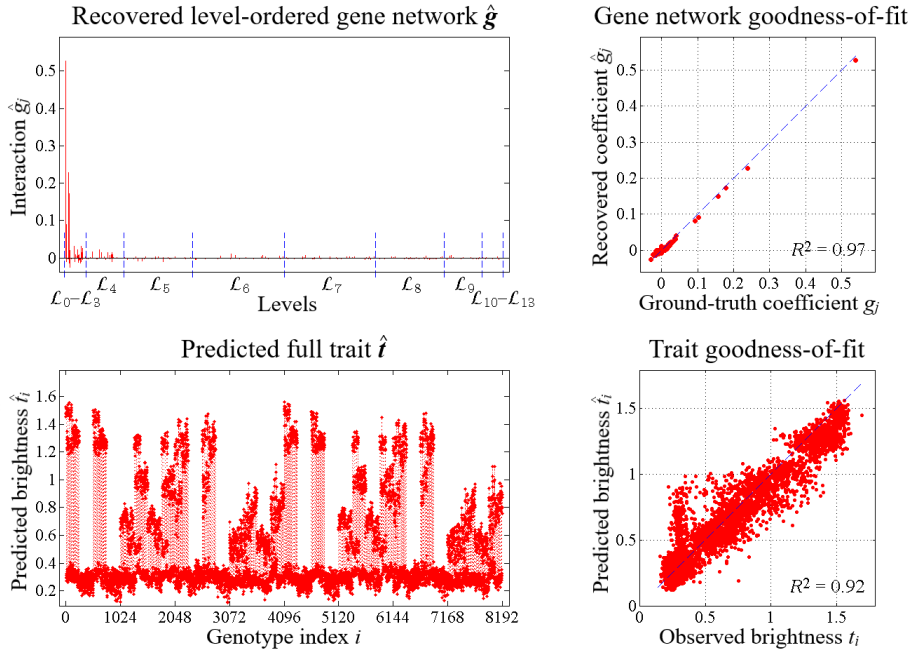 Recovered level-ordered gene network ĝ
Interaction ĝⱼ
0.5
0.4
0.3
0.2
0.1
0
ℒ₀–ℒ₃
ℒ₄
ℒ₅
ℒ₆
ℒ₇
ℒ₈
ℒ₉
ℒ₁₀–ℒ₁₃
Levels
Gene network goodness-of-fit
Recovered coefficient ĝⱼ
0.5
0.4
0.3
0.2
0.1
0
R² = 0.97
0 0.1 0.2 0.3 0.4 0.5
Ground-truth coefficient gⱼ
Predicted full trait t̂
Predicted brightness t̂ᵢ
1.6
1.4
1.2
1
0.8
0.6
0.4
0.2
0 1024 2048 3072 4096 5120 6144 7168 8192
Genotype index i
Trait goodness-of-fit
Predicted brightness t̂ᵢ
1.5
1
0.5
0
R² = 0.92
0 0.5 1 1.5
Observed brightness tᵢ